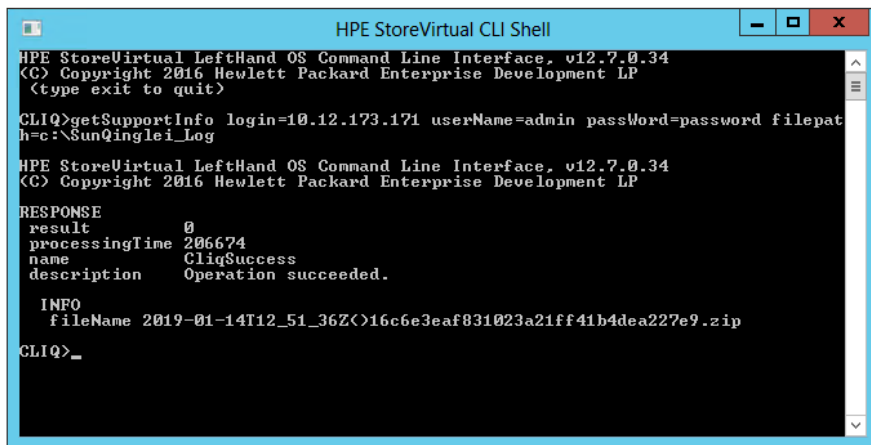 HPE StoreVirtual CLI Shell
HPE StoreVirtual LeftHand OS Command Line Interface, v12.7.0.34
(C) Copyright 2016 Hewlett Packard Enterprise Development LP
(type exit to quit)
CLIQ>getSupportInfo login=10.12.173.171 userName=admin passWord=password filepat
h=c:\SunQinglei_Log
HPE StoreVirtual LeftHand OS Command Line Interface, v12.7.0.34
(C) Copyright 2016 Hewlett Packard Enterprise Development LP
RESPONSE
result 0
processingTime 206674
name CliqSuccess
description Operation succeeded.
INFO
fileName 2019-01-14T12_51_36Z()16c6e3eaf831023a21ff41b4dea227e9.zip
CLIQ>_